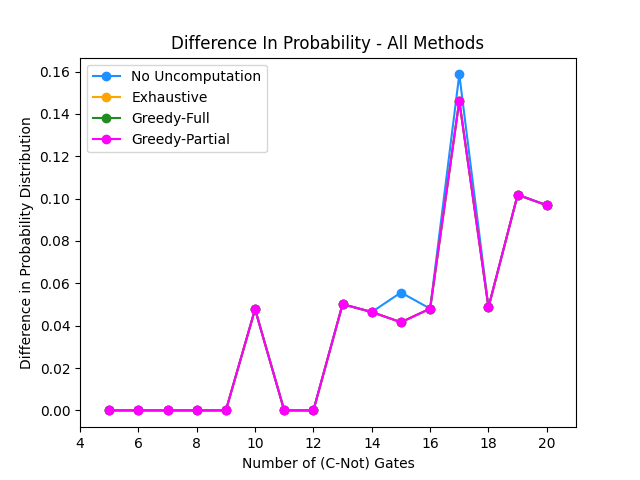 Difference In Probability - All Methods
No Uncomputation
Exhaustive
Greedy-Full
Greedy-Partial
Difference in Probability Distribution
0.16
0.14
0.12
0.10
0.08
0.06
0.04
0.02
0.00
4 6 8 10 12 14 16 18 20
Number of (C-Not) Gates